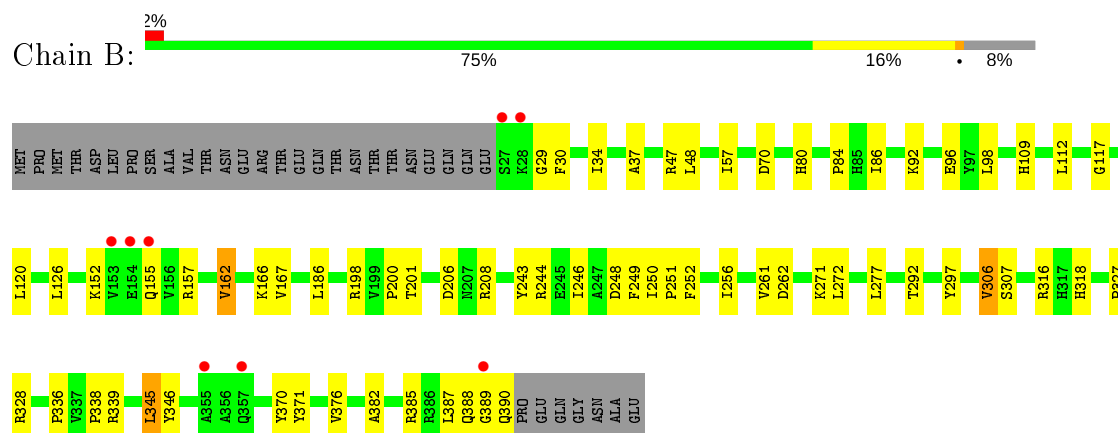 2%
Chain B:
75% 16% • 8%
MET PRO MET THR ASP LEU PRO SER ALA VAL THR ASN GLU ARG THR GLU GLN THR ASN THR THR ASN GLU GLN GLN GLU S27 K28 G29 F30 I34 A37 R47 L48 I57 D70 H80 P84 H85 I86 K92 E96 Y97 L98 H109 L112 G117
L120 L126 K152 V153 E154 Q155 V156 R157 V162 K166 V167 L186 R198 V199 P200 T201 D206 N207 R208 Y243 R244 E245 I246 A247 D248 F249 I250 P251 F252 I256 V261 D262 K271 L272 L277 T292 Y297 V306 S307 R316 H317 H318 P327
R328 P336 V337 P338 R339 L345 Y346 A355 A356 Q357 Y370 Y371 V376 A382 R385 R386 L387 Q388 G389 Q390 PRO GLU GLN GLY ASN ALA GLU